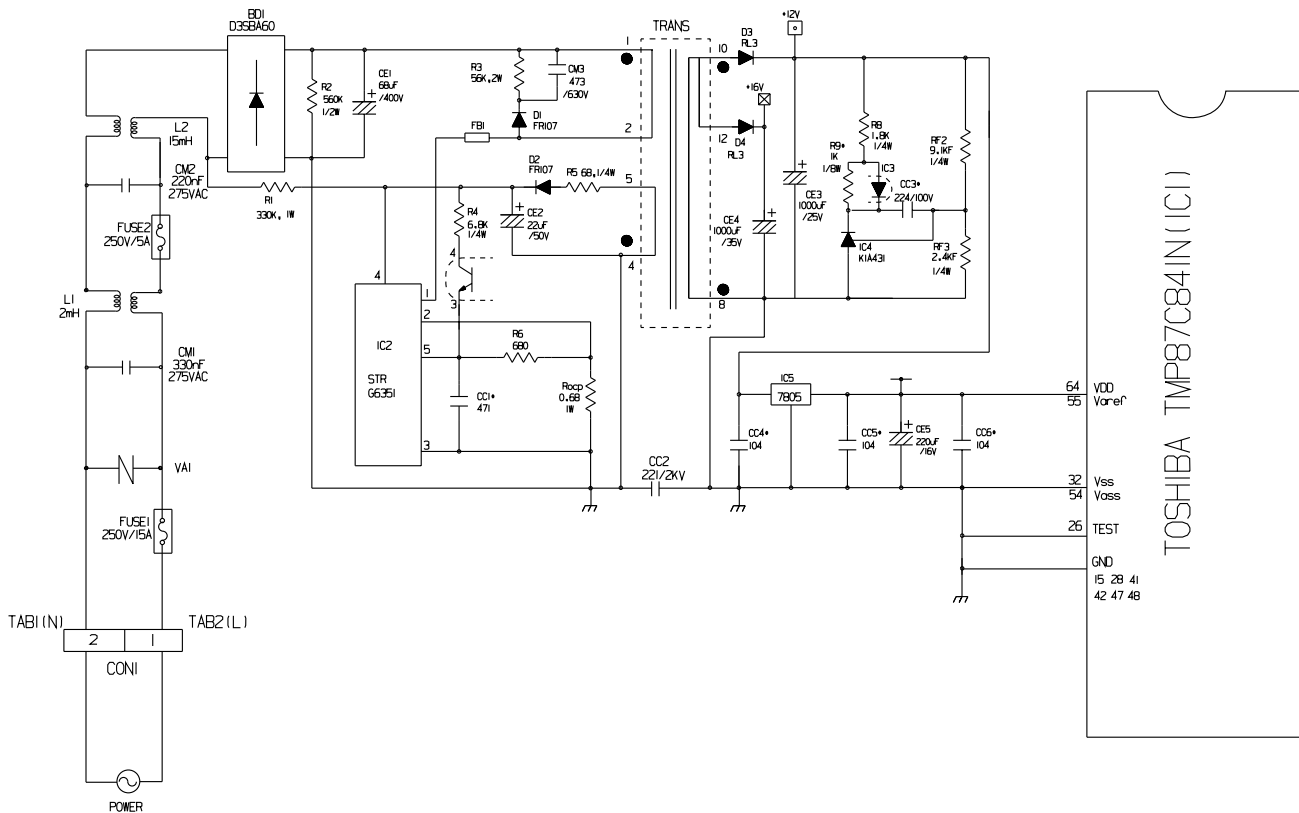 BD1
D3SBA60
R2
560K
1/2W
CE1
68uF
/400V
R3
56K,2W
CM3
473
/630V
D1
FR107
FB1
TRANS
1
2
5
4
10
12
8
D3
RL3
+12V
+16V
D4
RL3
R8
1.8K
1/4W
R9*
1K
1/8W
IC3
CC3*
224/100V
RF2
9.1KF
1/4W
RF3
2.4KF
1/4W
IC4
KIA431
CE3
1000uF
/25V
CE4
1000uF
/35V
L2
15mH
CM2
220nF
275VAC
FUSE2
250V/5A
L1
2mH
CM1
330nF
275VAC
VA1
FUSE1
250V/15A
TAB1(N)
TAB2(L)
2
1
CON1
POWER
R1
330K, 1W
D2
FR107
R5 68,1/4W
R4
6.8K
1/4W
CE2
22uF
/50V
4
3
4
1
2
5
3
IC2
STR
G6351
R6
680
CC1*
471
Rocp
0.68
1W
CC2
221/2KV
IC5
7805
CC4*
104
CC5*
104
CE5
220uF
/16V
CC6*
104
64 VDD
55 Varef
32 Vss
54 Vass
26 TEST
GND
15 28 41
42 47 48
TOSHIBA TMP87C841N(IC1)